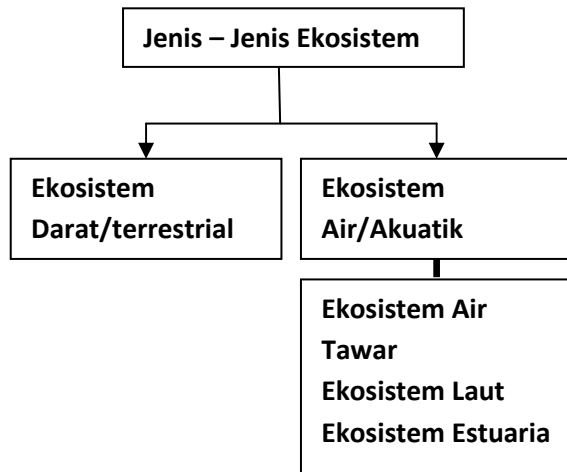 Jenis – Jenis Ekosistem
Ekosistem
Darat/terrestrial
Ekosistem
Air/Akuatik
Ekosistem Air
Tawar
Ekosistem Laut
Ekosistem Estuaria